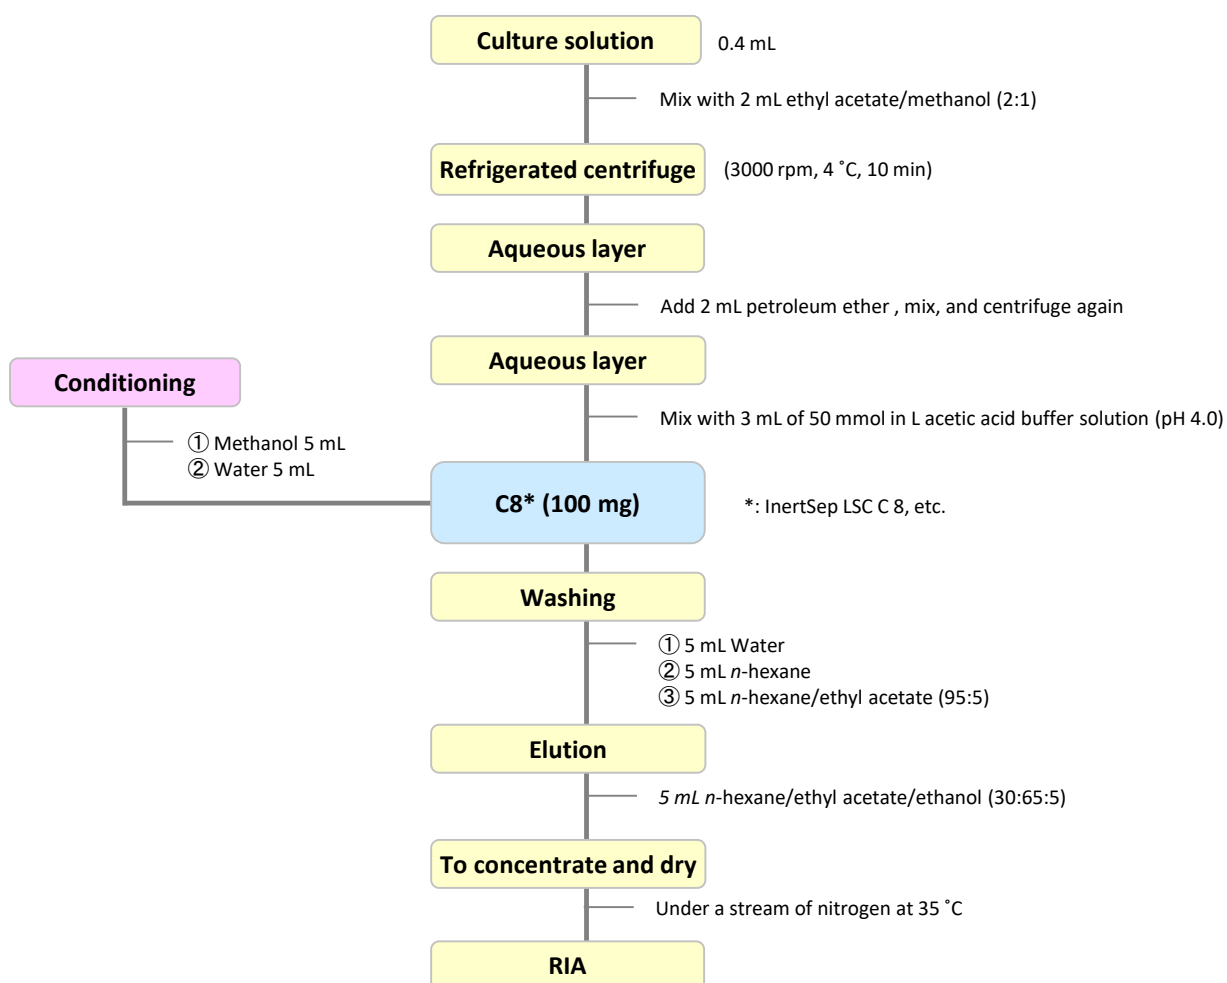 Culture solution
0.4 mL
Mix with 2 mL ethyl acetate/methanol (2:1)
Refrigerated centrifuge
(3000 rpm, 4 ˚C, 10 min)
Aqueous layer
Add 2 mL petroleum ether , mix, and centrifuge again
Aqueous layer
Conditioning
Mix with 3 mL of 50 mmol in L acetic acid buffer solution (pH 4.0)
① Methanol 5 mL
② Water 5 mL
C8* (100 mg)
*: InertSep LSC C 8, etc.
Washing
① 5 mL Water
② 5 mL n-hexane
③ 5 mL n-hexane/ethyl acetate (95:5)
Elution
5 mL n-hexane/ethyl acetate/ethanol (30:65:5)
To concentrate and dry
Under a stream of nitrogen at 35 ˚C
RIA